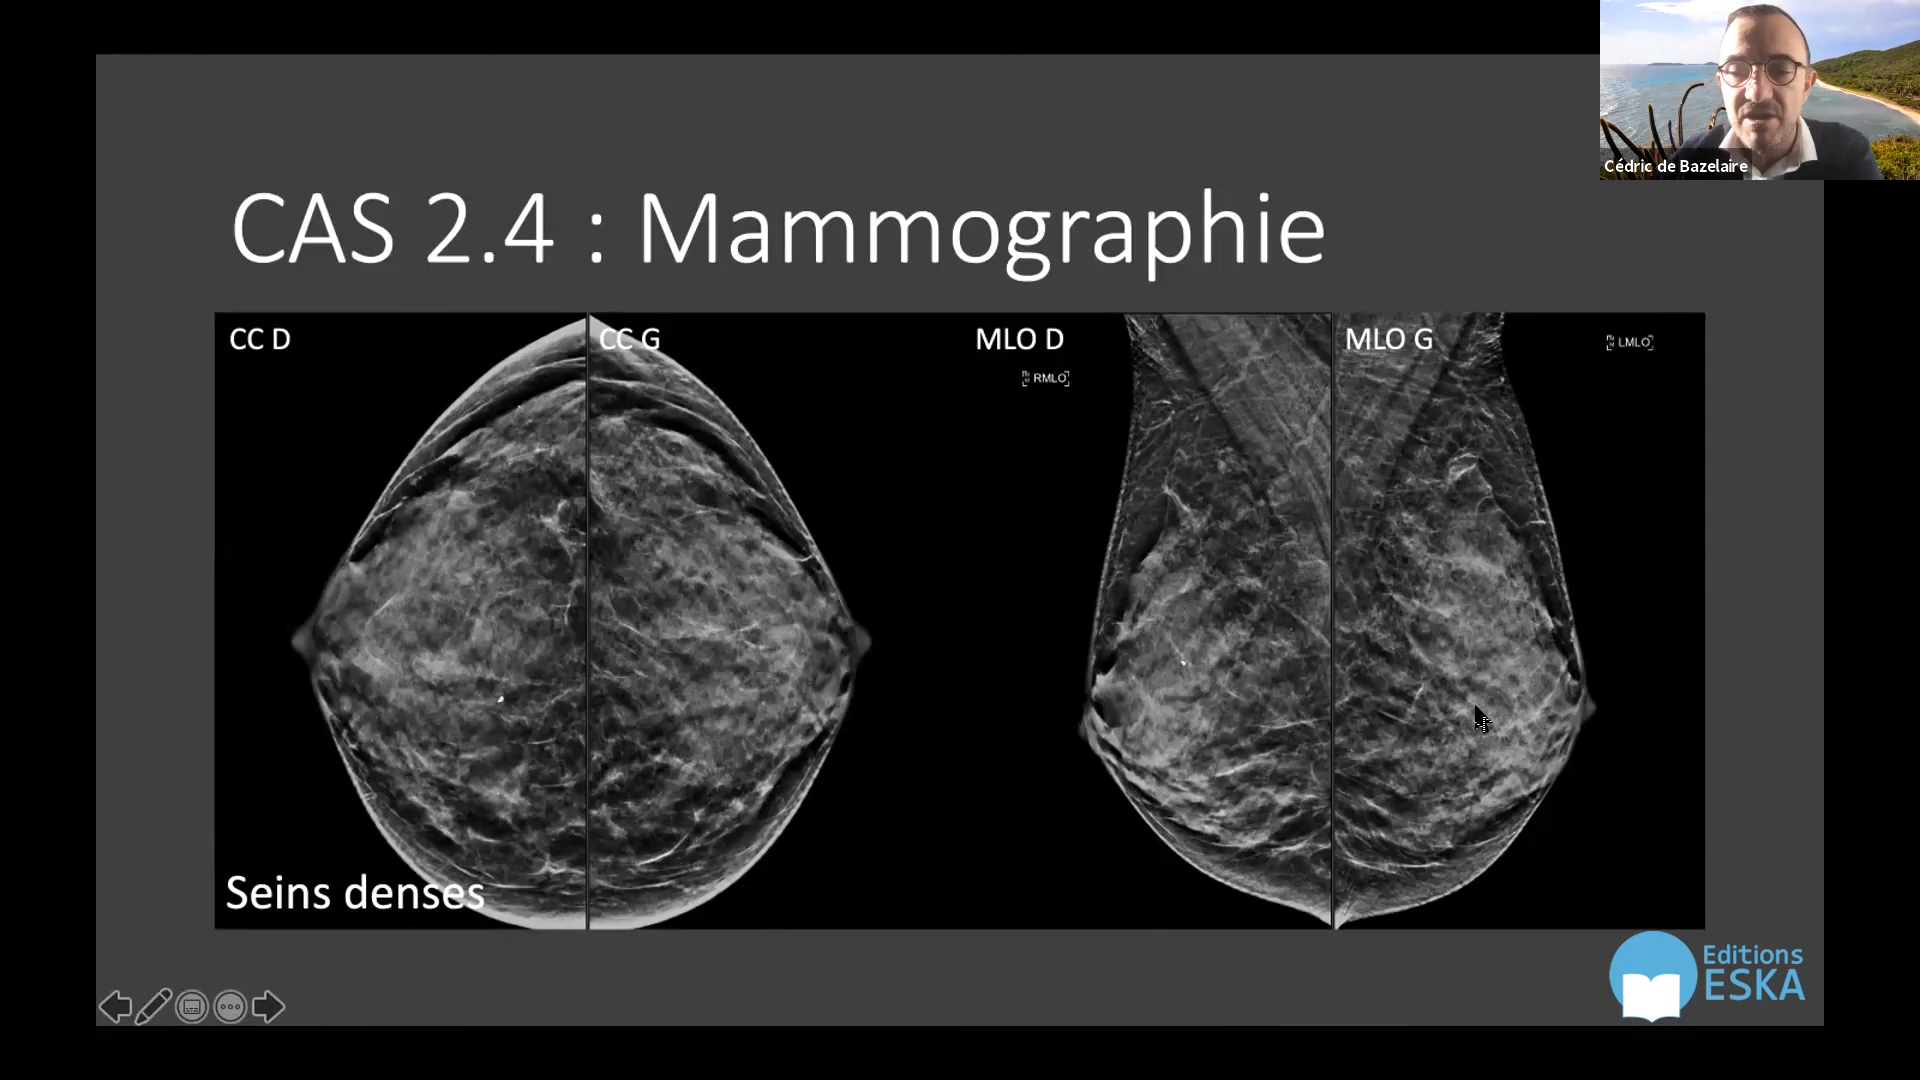 Cédric de Bazelaire
CAS 2.4 : Mammographie
CC D
CC G
MLO D
MLO G
RMLO
LMLO
Seins denses
Editions
ESKA